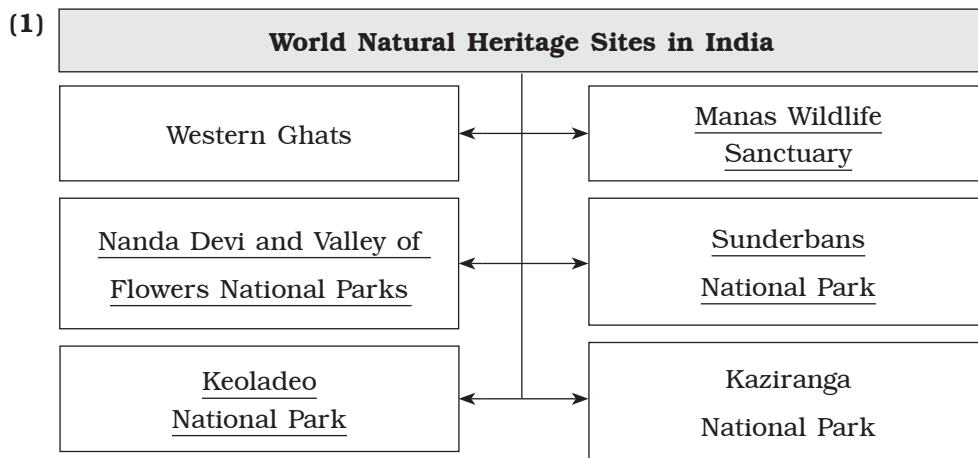 (1)
World Natural Heritage Sites in India
Western Ghats
Manas Wildlife
Sanctuary
Nanda Devi and Valley of
Flowers National Parks
Sunderbans
National Park
Keoladeo
National Park
Kaziranga
National Park